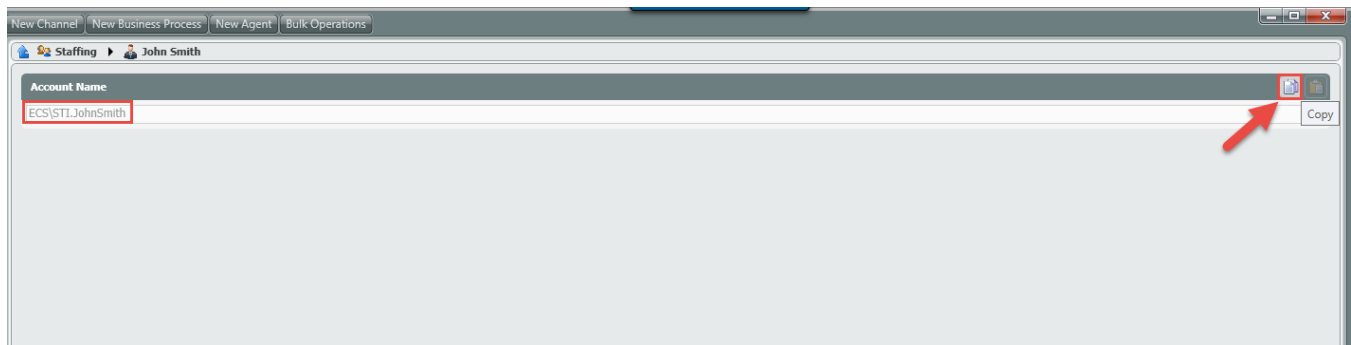 New Channel New Business Process New Agent Bulk Operations
Staffing John Smith
Account Name
ECS\STI.JohnSmith
Copy